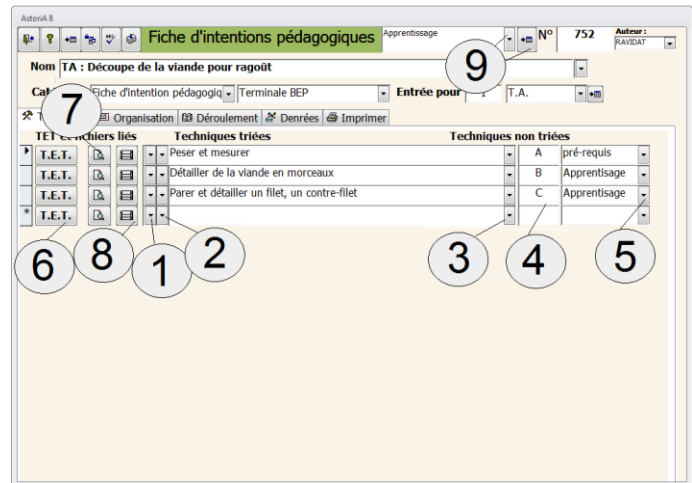 AstoriA 8
Fiche d'intentions pédagogiques Apprentissage N° 752 Auteur : RAVIDAT
9
Nom TA : Découpe de la viande pour ragoût
Fiche d'intention pédagogiq Terminale BEP Entrée pour 1 T.A.
7
Organisation Déroulement Denrées Imprimer
TET et fichiers liés Techniques triées Techniques non triées
T.E.T. Peser et mesurer A pré-requis
T.E.T. Détailler de la viande en morceaux B Apprentisage
T.E.T. Parer et détailler un filet, un contre-filet C Apprentisage
T.E.T.
6 8 1 2 3 4 5